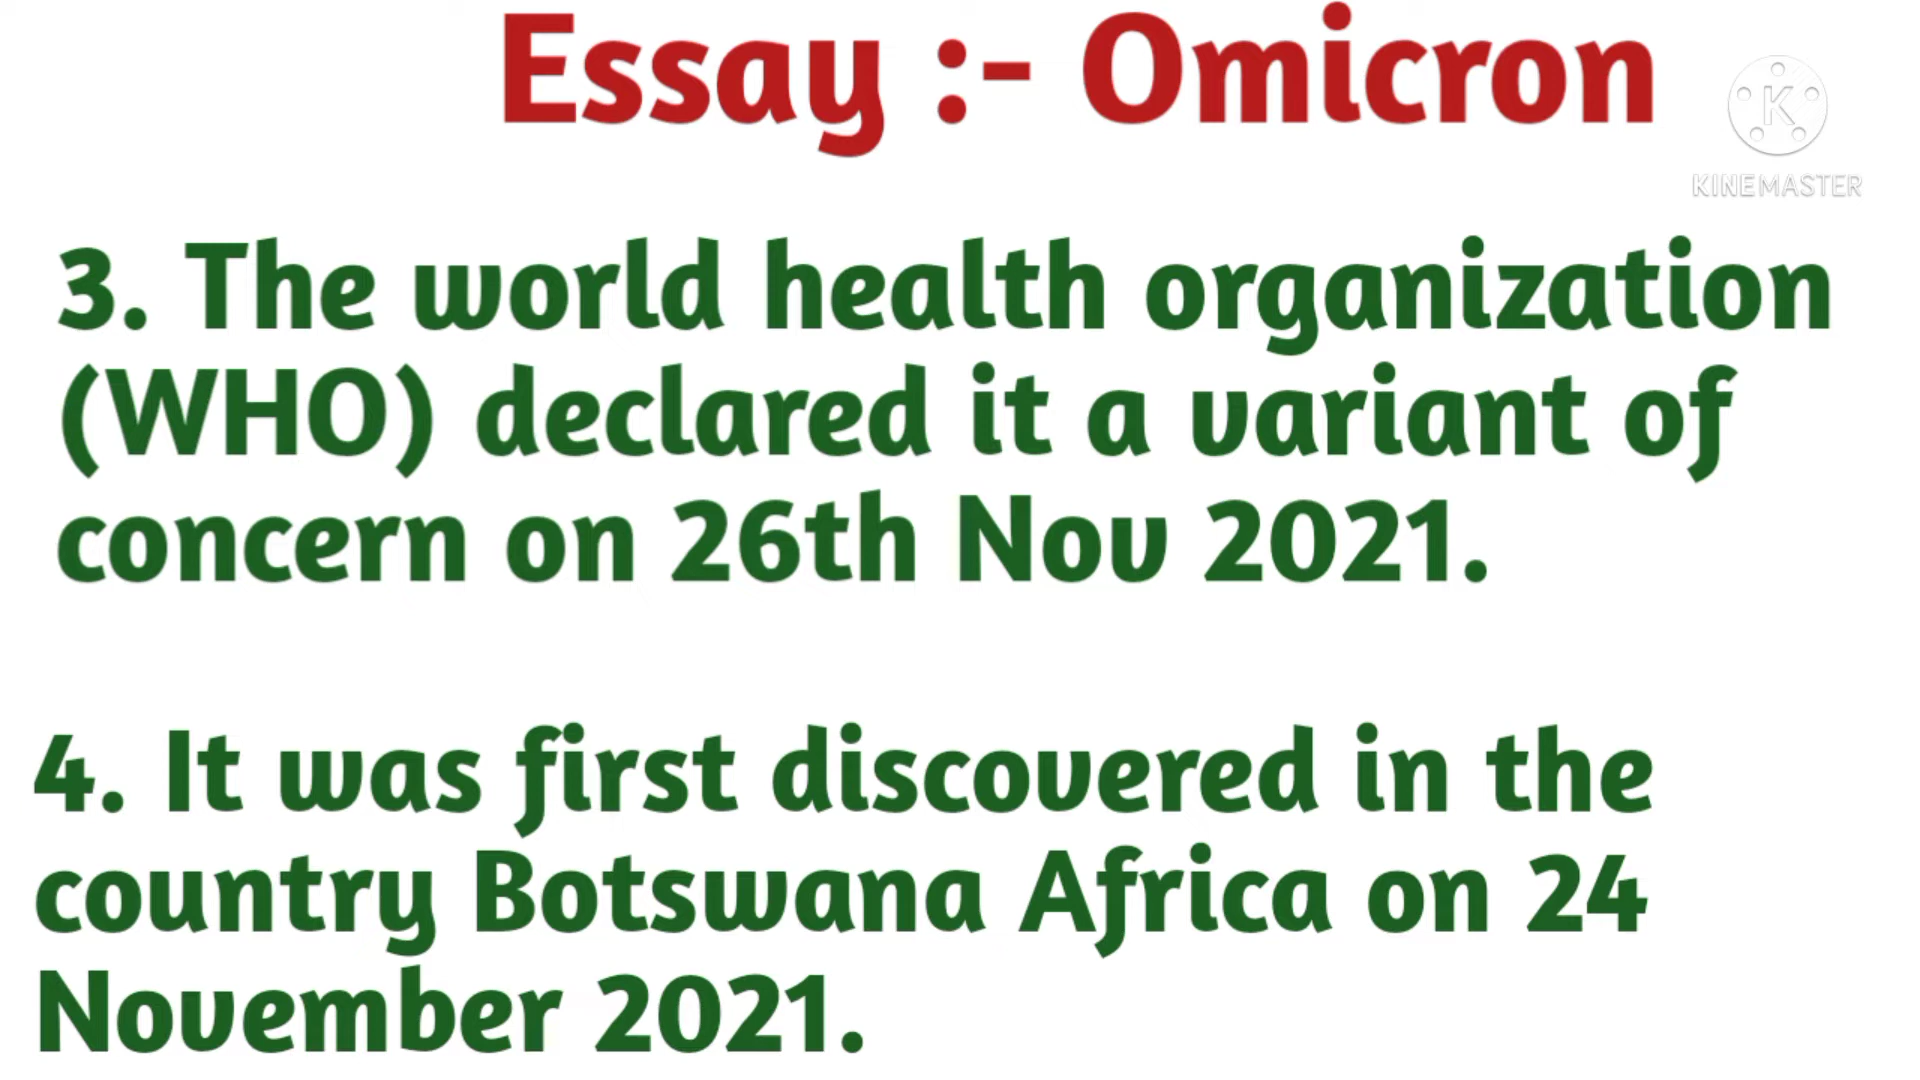 Essay :- Omicron
K
KINEMASTER
3. The world health organization
(WHO) declared it a variant of
concern on 26th Nov 2021.
4. It was first discovered in the
country Botswana Africa on 24
November 2021.